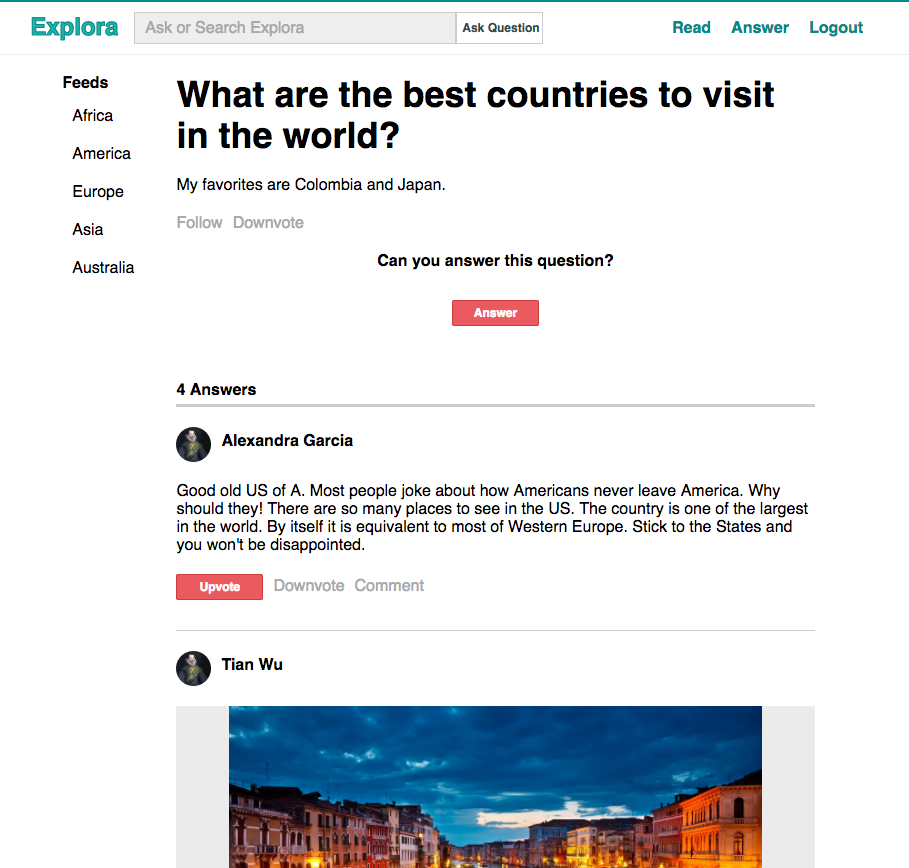 Explora
Ask or Search Explora
Ask Question
Read
Answer
Logout
Feeds
Africa
America
Europe
Asia
Australia
What are the best countries to visit
in the world?
My favorites are Colombia and Japan.
Follow Downvote
Can you answer this question?
Answer
4 Answers
Alexandra Garcia
Good old US of A. Most people joke about how Americans never leave America. Why
should they! There are so many places to see in the US. The country is one of the largest
in the world. By itself it is equivalent to most of Western Europe. Stick to the States and
you won't be disappointed.
Upvote Downvote Comment
Tian Wu